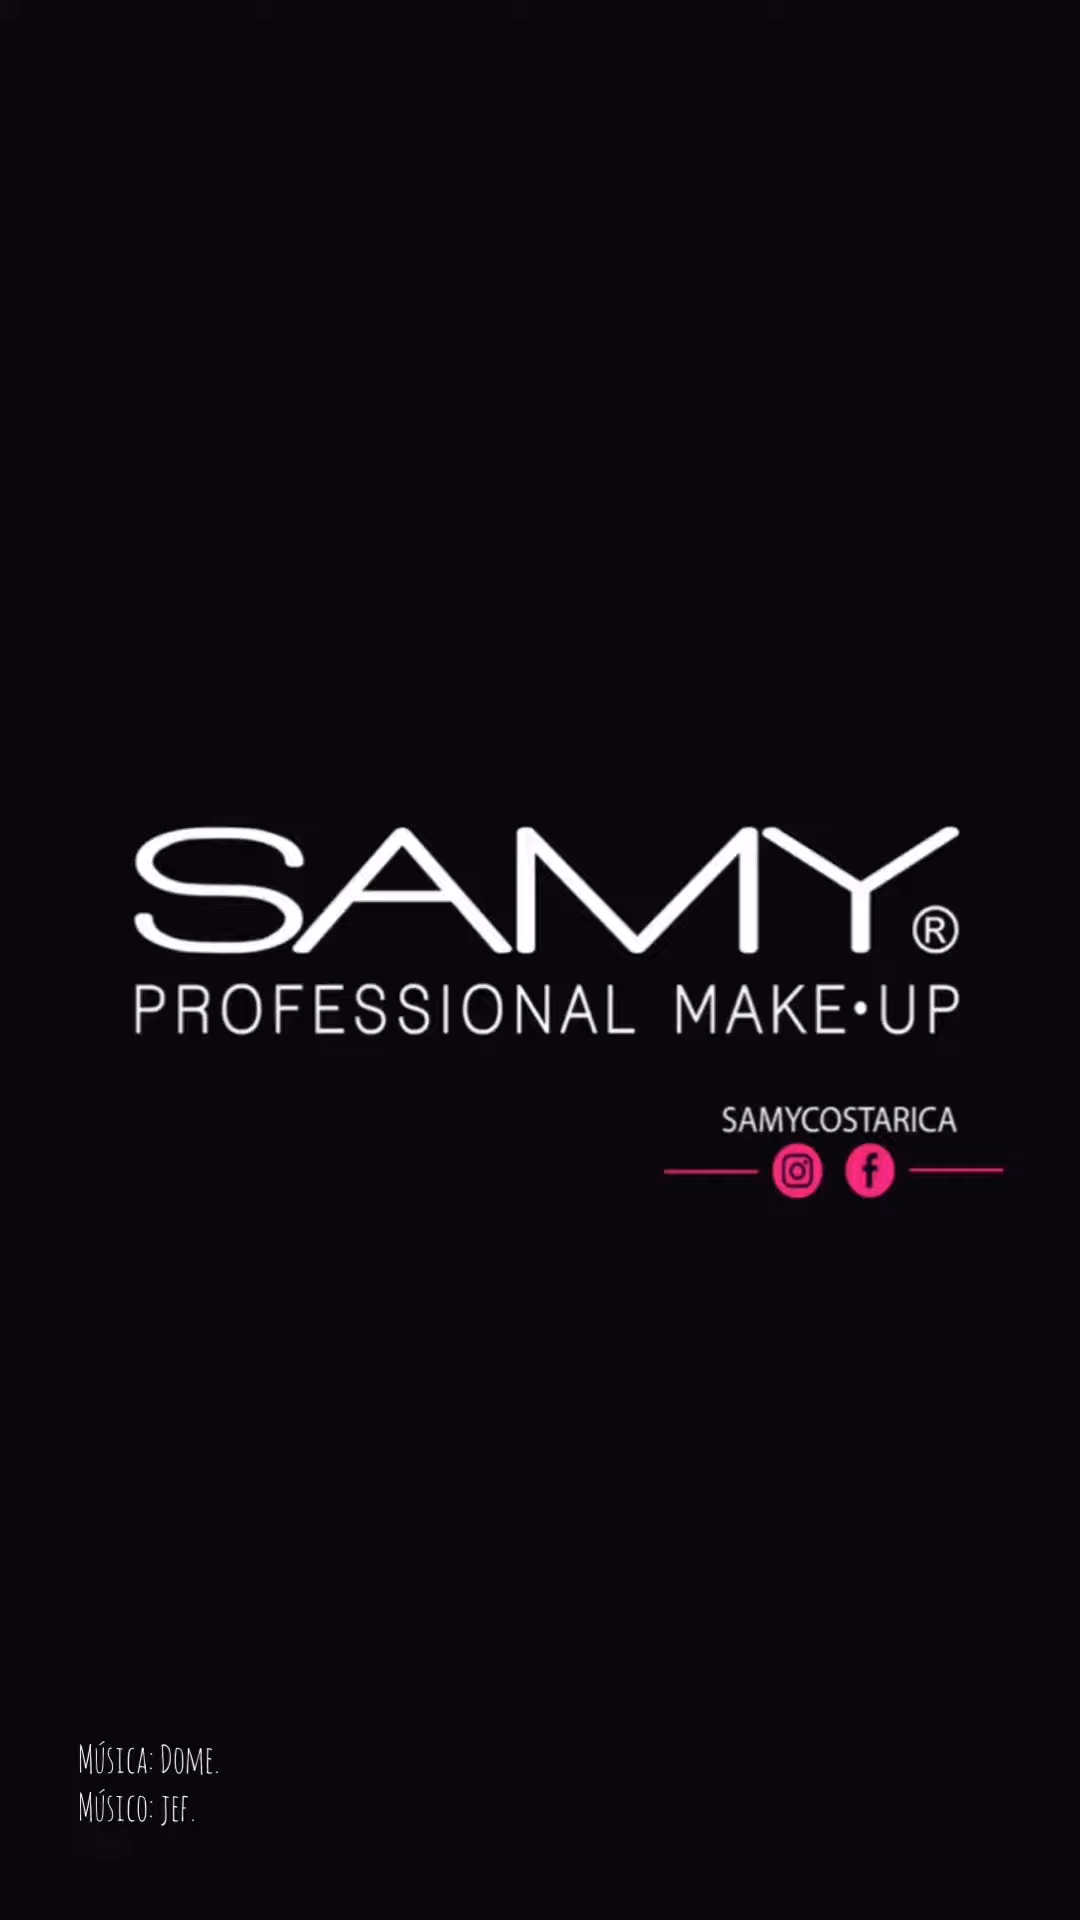 SAMY®
PROFESSIONAL MAKE•UP
SAMYCOSTARICA
Música: Dome.
Músico: jef.